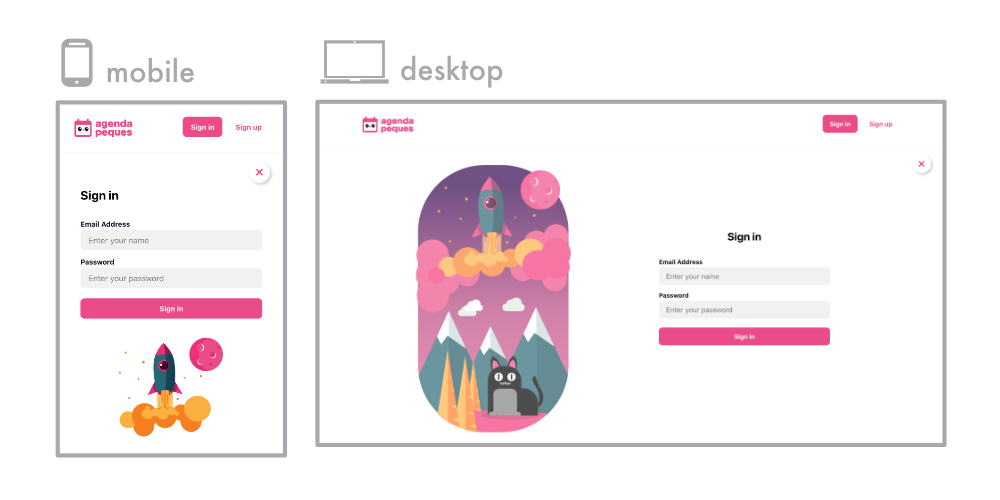 mobile
agenda
peques
Sign in
Sign up
Sign in
Email Address
Enter your name
Password
Enter your password
Sign in
desktop
agenda
peques
Sign in
Sign up
Sign in
Email Address
Enter your name
Password
Enter your password
Sign in